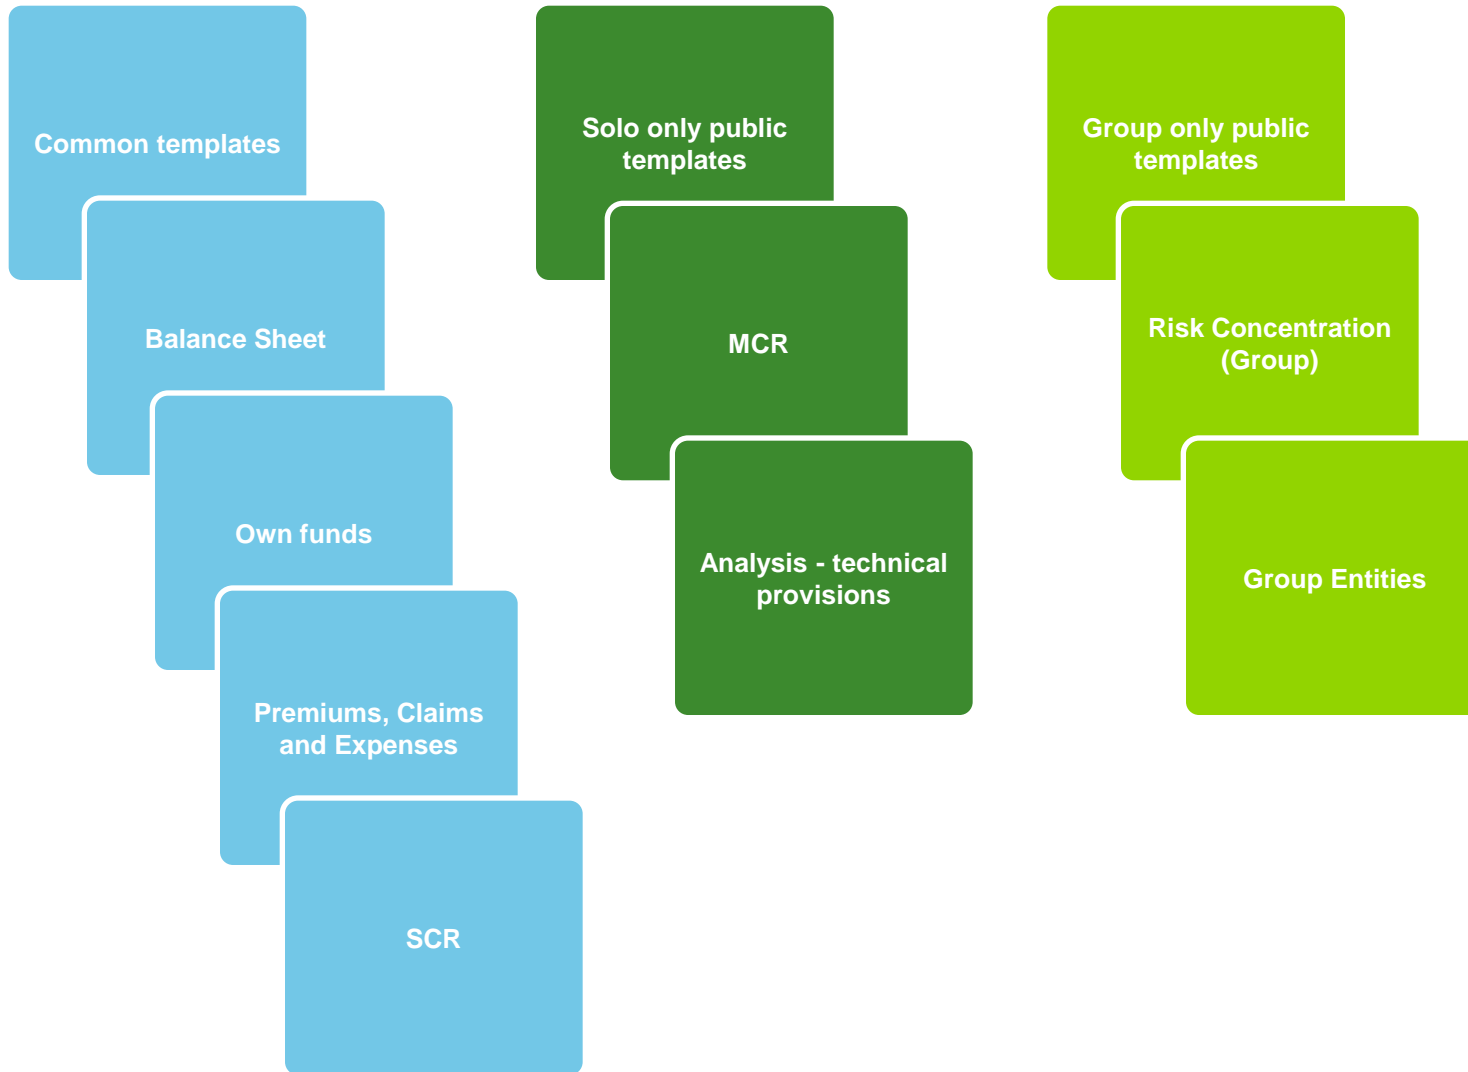 Common templates
Balance Sheet
Own funds
Premiums, Claims
and Expenses
SCR
Solo only public
templates
MCR
Analysis - technical
provisions
Group only public
templates
Risk Concentration
(Group)
Group Entities